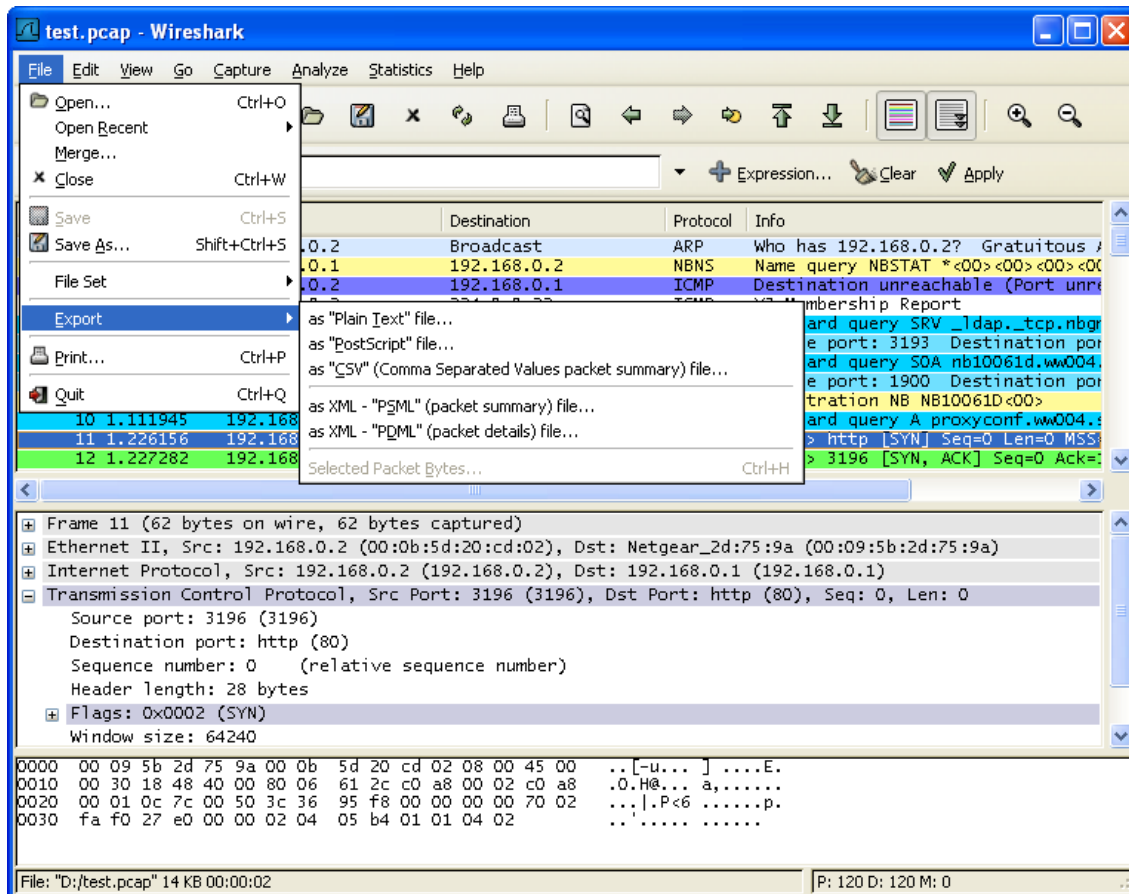 test.pcap - Wireshark
File Edit View Go Capture Analyze Statistics Help
Open... Ctrl+O
Open Recent
Merge...
Close Ctrl+W
Save Ctrl+S
Save As... Shift+Ctrl+S
File Set
Export
Print... Ctrl+P
Quit Ctrl+Q
Expression... Clear Apply
Destination Protocol Info
.0.2 Broadcast ARP Who has 192.168.0.2? Gratuitous
.0.1 192.168.0.2 NBNS Name query NBSTAT *<00><00><00><00
.0.2 192.168.0.1 ICMP Destination unreachable (Port unre
Membership Report
ard query SRV _ldap._tcp.nbgm
e port: 3193 Destination por
ard query SOA nb10061d.ww004.
e port: 1900 Destination por
tration NB NB10061D<00>
10 1.111945 192.168 ard query A proxyconf.ww004.s
11 1.226156 192.168 > http [SYN] Seq=0 Len=0 MSS
12 1.227282 192.168 > 3196 [SYN, ACK] Seq=0 Ack=1
as "Plain Text" file...
as "PostScript" file...
as "CSV" (Comma Separated Values packet summary) file...
as XML - "PSML" (packet summary) file...
as XML - "PDML" (packet details) file...
Selected Packet Bytes... Ctrl+H
Frame 11 (62 bytes on wire, 62 bytes captured)
Ethernet II, Src: 192.168.0.2 (00:0b:5d:20:cd:02), Dst: Netgear_2d:75:9a (00:09:5b:2d:75:9a)
Internet Protocol, Src: 192.168.0.2 (192.168.0.2), Dst: 192.168.0.1 (192.168.0.1)
Transmission Control Protocol, Src Port: 3196 (3196), Dst Port: http (80), Seq: 0, Len: 0
Source port: 3196 (3196)
Destination port: http (80)
Sequence number: 0 (relative sequence number)
Header length: 28 bytes
Flags: 0x0002 (SYN)
Window size: 64240
0000 00 09 5b 2d 75 9a 00 0b 5d 20 cd 02 08 00 45 00 ..[-u... ] ....E.
0010 00 30 18 48 40 00 80 06 61 2c c0 a8 00 02 c0 a8 .0.H@... a,......
0020 00 01 0c 7c 00 50 3c 36 95 f8 00 00 00 00 70 02 ...|.P<6 ......p.
0030 fa f0 27 e0 00 00 02 04 05 b4 01 01 04 02 ..'..... ......
File: "D:/test.pcap" 14 KB 00:00:02 P: 120 D: 120 M: 0